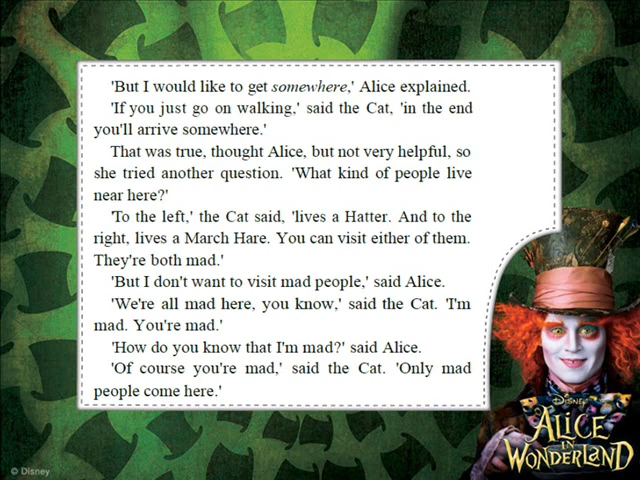 'But I would like to get somewhere,' Alice explained.
'If you just go on walking,' said the Cat, 'in the end
you'll arrive somewhere.'
That was true, thought Alice, but not very helpful, so
she tried another question. 'What kind of people live
near here?'
'To the left,' the Cat said, 'lives a Hatter. And to the
right, lives a March Hare. You can visit either of them.
They're both mad.'
'But I don't want to visit mad people,' said Alice.
'We're all mad here, you know,' said the Cat. 'I'm
mad. You're mad.'
'How do you know that I'm mad?' said Alice.
'Of course you're mad,' said the Cat. 'Only mad
people come here.'
DISNEY
ALICE
IN
WONDERLAND
© Disney